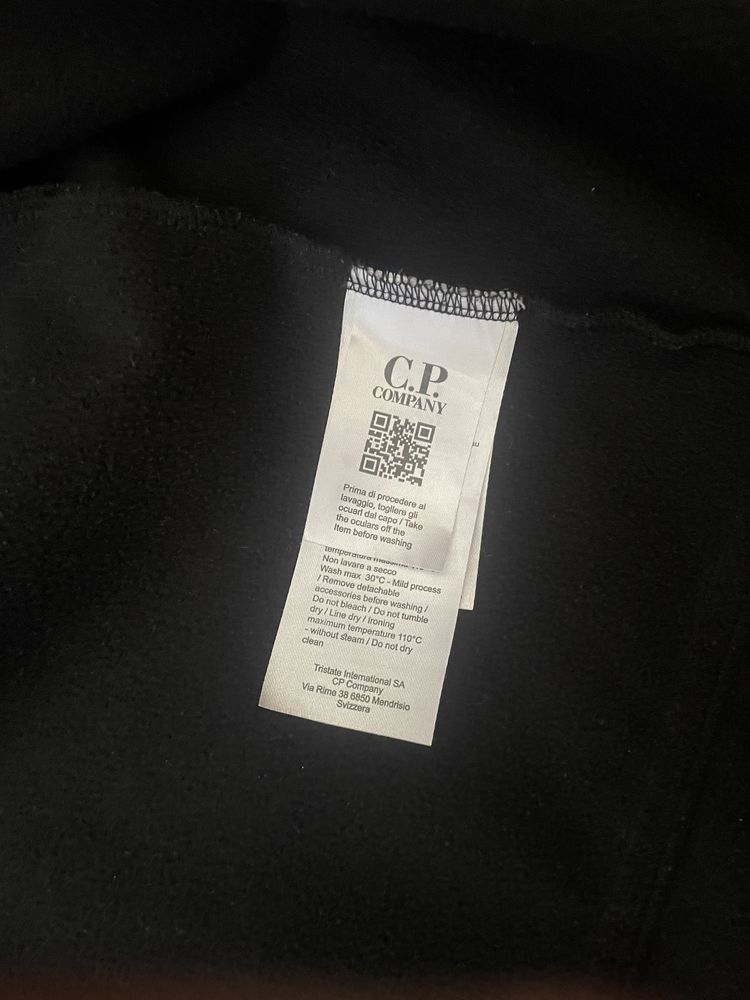 C.P.
COMPANY
Prima di procedere al
lavaggio, togliere gli
ocuarl dal capo / Take
the oculars off the
Item before washing
temperatura
Non lavare a secco
Wash max 30°C - Mild process
/ Remove detachable
accessories before washing /
Do not bleach / Do not tumble
dry / Line dry / Ironing
maximum temperature 110°C
- without steam / Do not dry
clean
Tristate International SA
CP Company
Via Rime 38 6850 Mendrisio
Svizzera